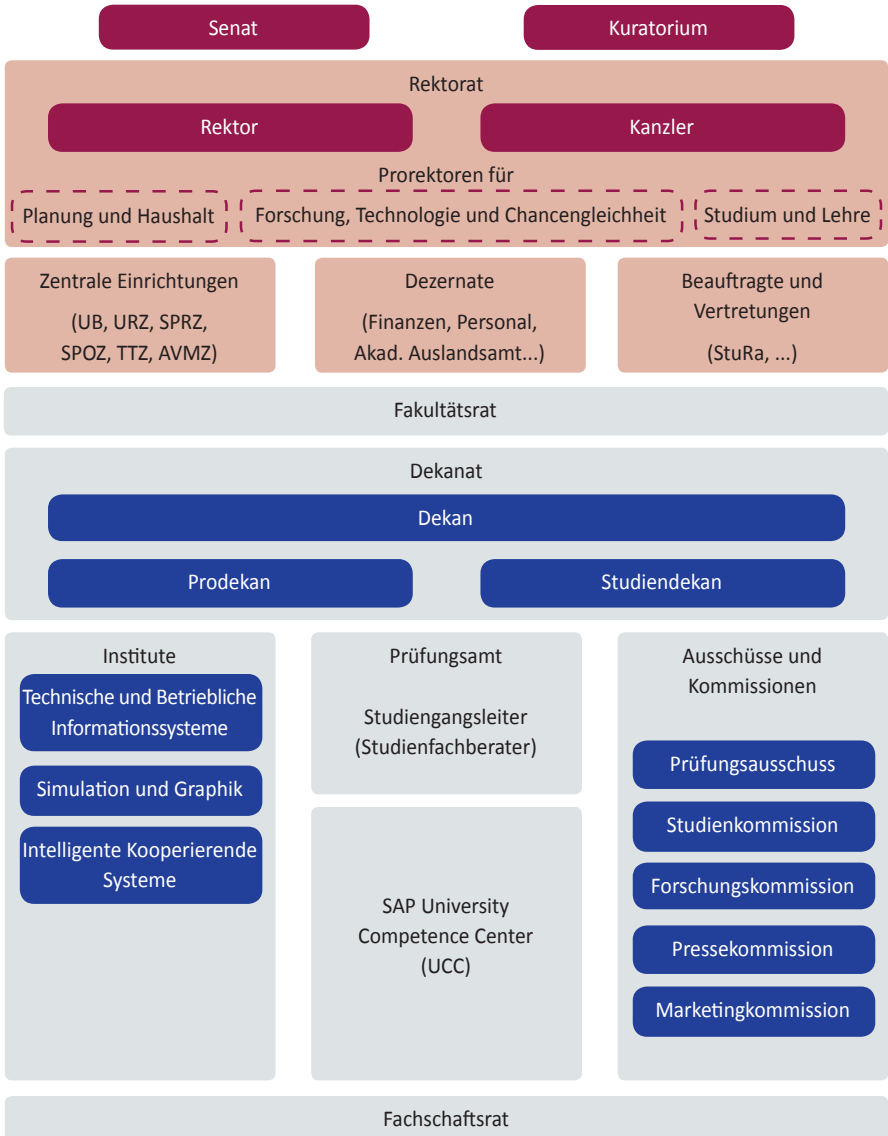 Senat
Kuratorium
Rektorat
Rektor
Kanzler
Prorektoren für
Planung und Haushalt
Forschung, Technologie und Chancengleichheit
Studium und Lehre
Zentrale Einrichtungen
(UB, URZ, SPRZ,
SPOZ, TTZ, AVMZ)
Dezernate
(Finanzen, Personal,
Akad. Auslandsamt...)
Beauftragte und
Vertretungen
(StuRa, ...)
Fakultätsrat
Dekanat
Dekan
Prodekan
Studiendekan
Institute
Technische und Betriebliche
Informationssysteme
Simulation und Graphik
Intelligente Kooperierende
Systeme
Prüfungsamt
Studiengangsleiter
(Studienfachberater)
SAP University
Competence Center
(UCC)
Ausschüsse und
Kommissionen
Prüfungsausschuss
Studienkommission
Forschungskommission
Pressekommission
Marketingkommission
Fachschaftsrat